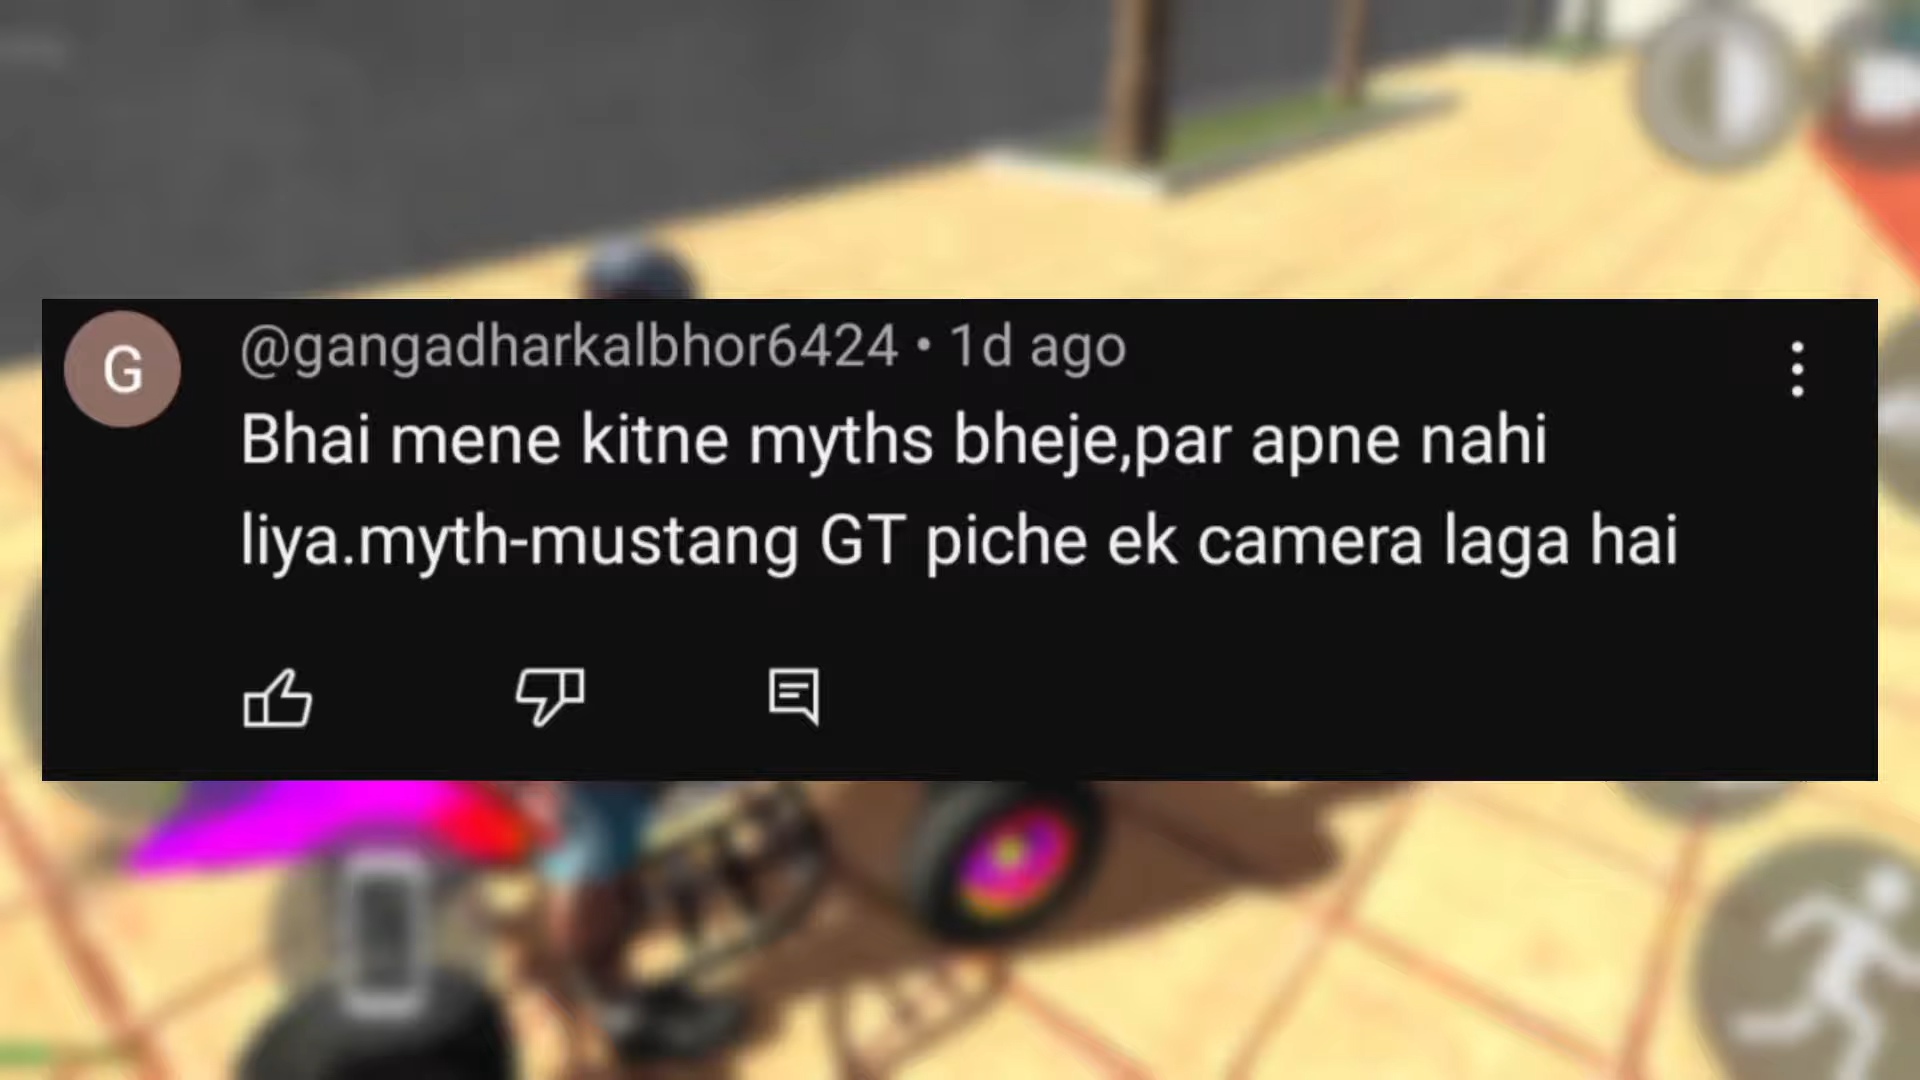 G
@gangadharkalbhor6424 • 1d ago
Bhai mene kitne myths bheje,par apne nahi
liya.myth-mustang GT piche ek camera laga hai